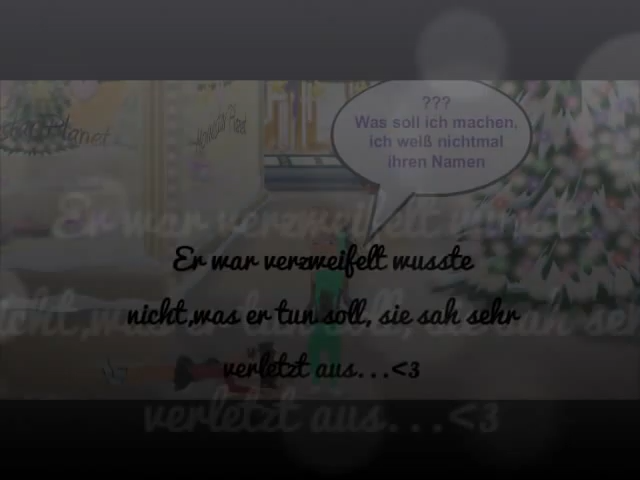 ???
Was soll ich machen,
ich weiß nichtmal
ihren Namen
Er war verzweifelt wusste
nicht,was er tun soll, sie sah sehr
verletzt aus...<3